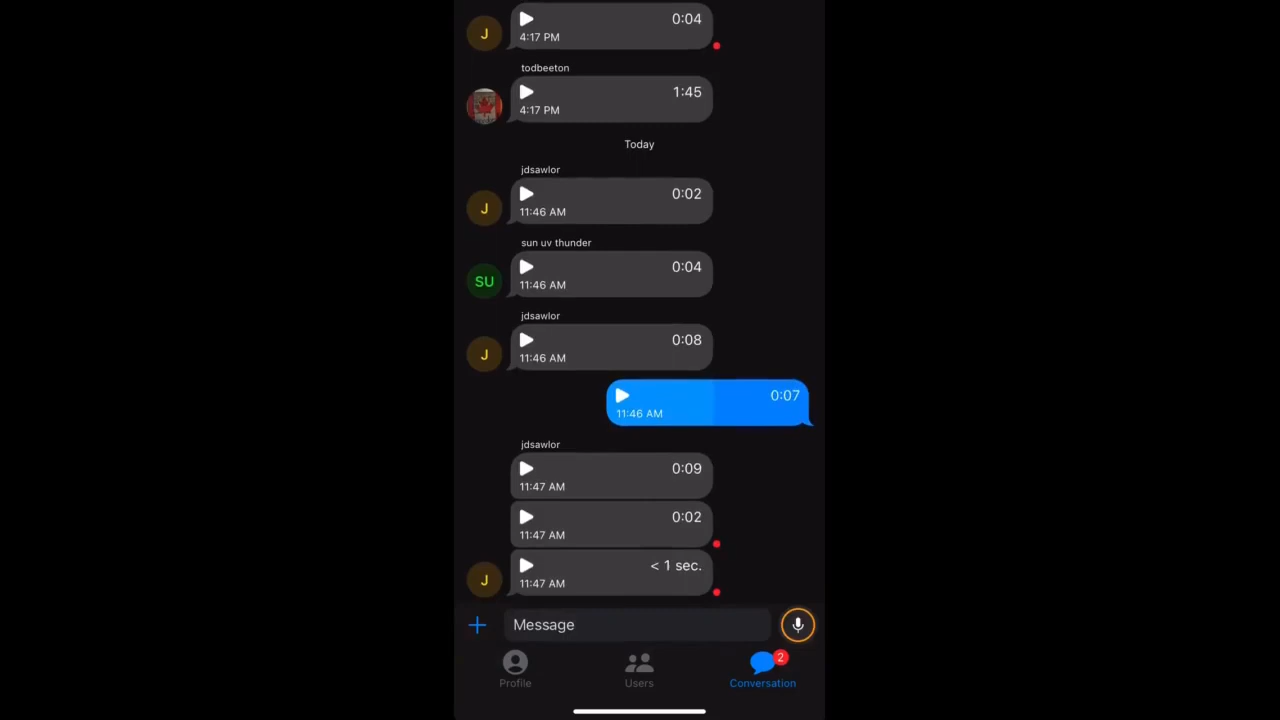 J
0:04
4:17 PM
todbeeton
1:45
4:17 PM
Today
jdsawlor
J
0:02
11:46 AM
sun uv thunder
SU
0:04
11:46 AM
jdsawlor
J
0:08
11:46 AM
0:07
11:46 AM
jdsawlor
0:09
11:47 AM
0:02
11:47 AM
J
< 1 sec.
11:47 AM
Message
2
Profile
Users
Conversation